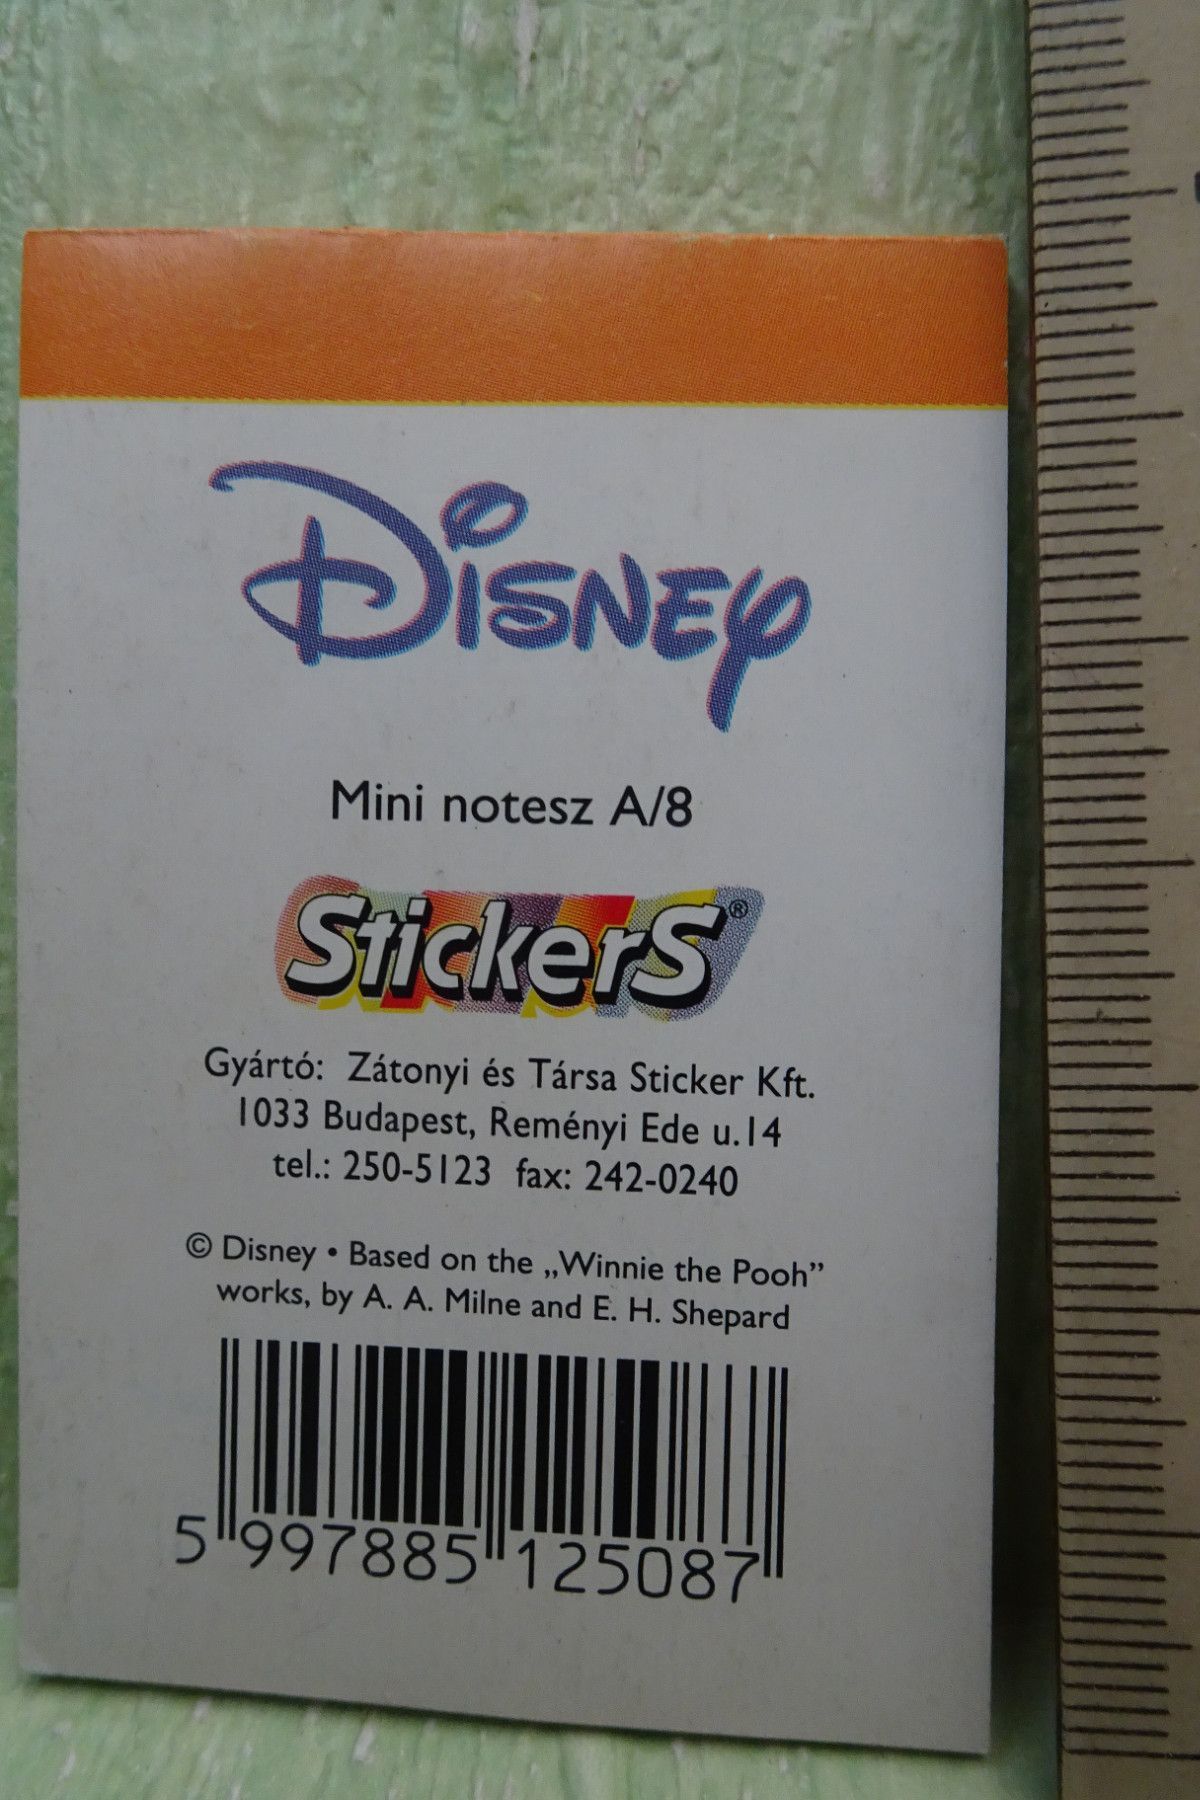 Disney
Mini notesz A/8
StickerS®
Gyártó: Zátonyi és Társa Sticker Kft.
1033 Budapest, Reményi Ede u.14
tel.: 250-5123 fax: 242-0240
© Disney • Based on the „Winnie the Pooh”
works, by A. A. Milne and E. H. Shepard
5 997885 125087